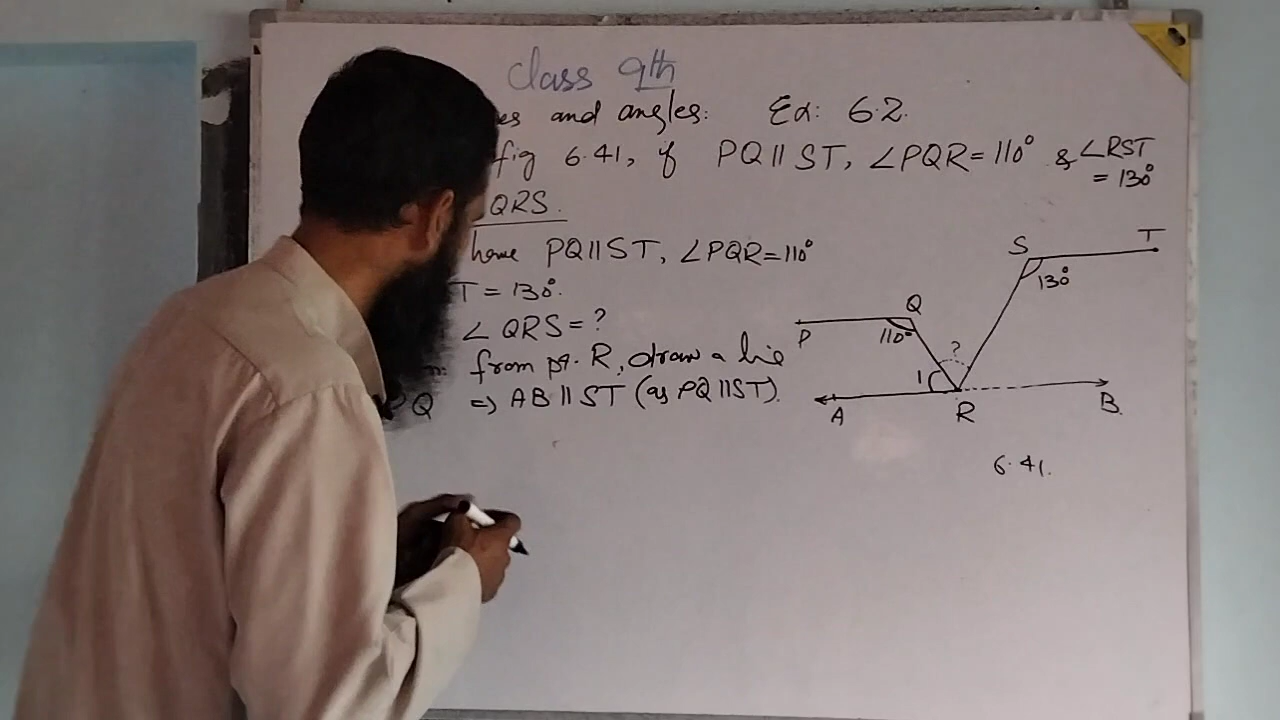 Class 9th
and angles: Ex: 6.2.
fig 6.41, if PQ || ST, ∠PQR = 110° & ∠RST
= 130°
QRS.
have PQ || ST, ∠PQR = 110°
T = 130°.
∠QRS = ?
from pt. R, draw a line
PQ => AB || ST (as PQ || ST).
S T
130°
Q
P 110°
?
1
A R B.
6.41.